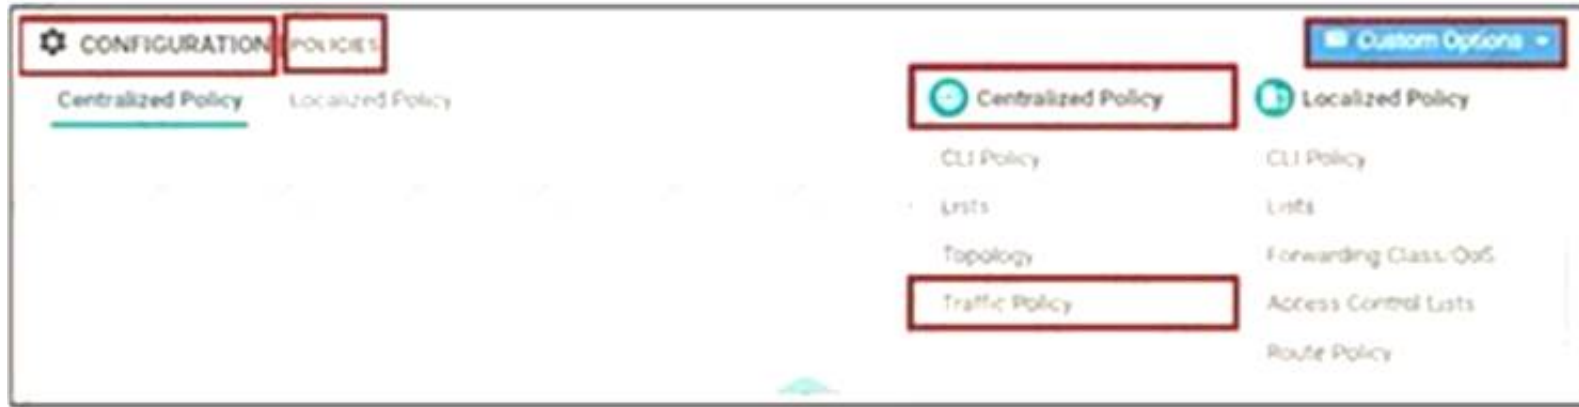 CONFIGURATION POLICIES
Custom Options
Centralized Policy Localized Policy
Centralized Policy
Localized Policy
CLI Policy
CLI Policy
Lists
Lists
Topology
Forwarding Class/QoS
Traffic Policy
Access Control Lists
Route Policy